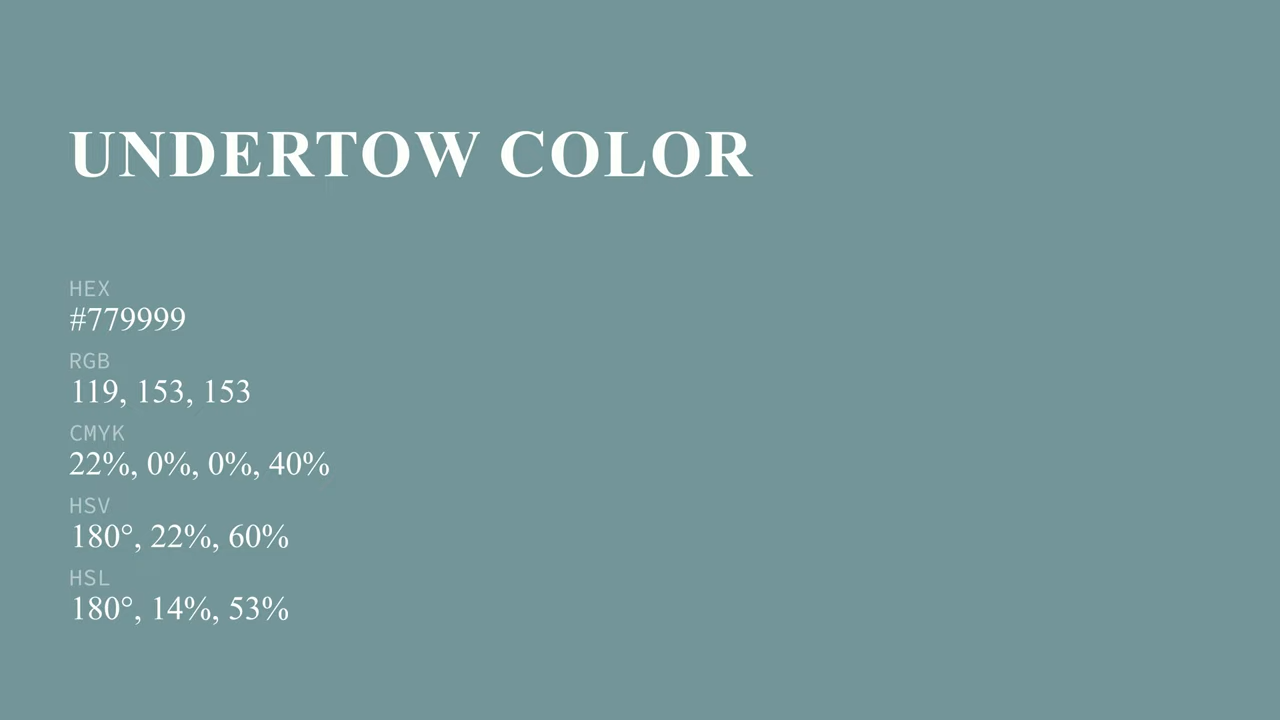 UNDERTOW COLOR
HEX
#779999
RGB
119, 153, 153
CMYK
22%, 0%, 0%, 40%
HSV
180°, 22%, 60%
HSL
180°, 14%, 53%